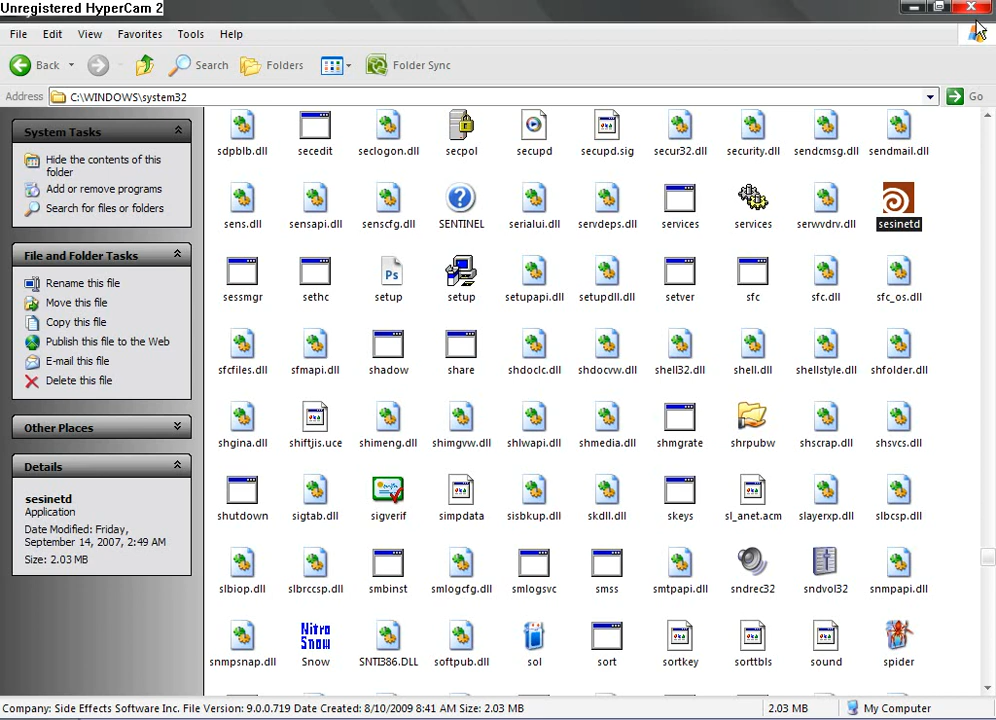 Unregistered HyperCam 2
File Edit View Favorites Tools Help
Back Search Folders Folder Sync
Address C:\WINDOWS\system32 Go
System Tasks
Hide the contents of this
folder
Add or remove programs
Search for files or folders
File and Folder Tasks
Rename this file
Move this file
Copy this file
Publish this file to the Web
E-mail this file
Delete this file
Other Places
Details
sesinetd
Application
Date Modified: Friday,
September 14, 2007, 2:49 AM
Size: 2.03 MB
sdpblb.dll secedit seclogon.dll secpol secupd secupd.sig secur32.dll security.dll sendcmsg.dll sendmail.dll
sens.dll sensapi.dll senscfg.dll SENTINEL serialui.dll servdeps.dll services services serwvdrv.dll sesinetd
sessmgr sethc setup setup setupapi.dll setupdll.dll setver sfc sfc.dll sfc_os.dll
sfcfiles.dll sfmapi.dll shadow share shdoclc.dll shdocvw.dll shell32.dll shell.dll shellstyle.dll shfolder.dll
shgina.dll shiftjis.uce shimeng.dll shimgvw.dll shlwapi.dll shmedia.dll shmgrate shrpubw shscrap.dll shsvcs.dll
shutdown sigtab.dll sigverif simpdata sisbkup.dll skdll.dll skeys sl_anet.acm slayerxp.dll slbcsp.dll
slbiop.dll slbrccsp.dll smbinst smlogcfg.dll smlogsvc smss smtpapi.dll sndrec32 sndvol32 snmpapi.dll
Nitro
Snow
snmpsnap.dll Snow SNTI386.DLL softpub.dll sol sort sortkey sorttbls sound spider
Company: Side Effects Software Inc. File Version: 9.0.0.719 Date Created: 8/10/2009 8:41 AM Size: 2.03 MB 2.03 MB My Computer